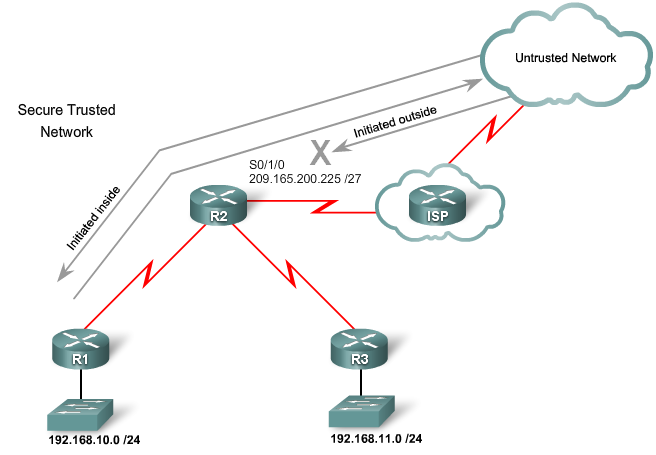 Untrusted Network
Secure Trusted
Network
Initiated outside
X
S0/1/0
209.165.200.225 /27
Initiated inside
R2
ISP
R1
R3
192.168.10.0 /24
192.168.11.0 /24